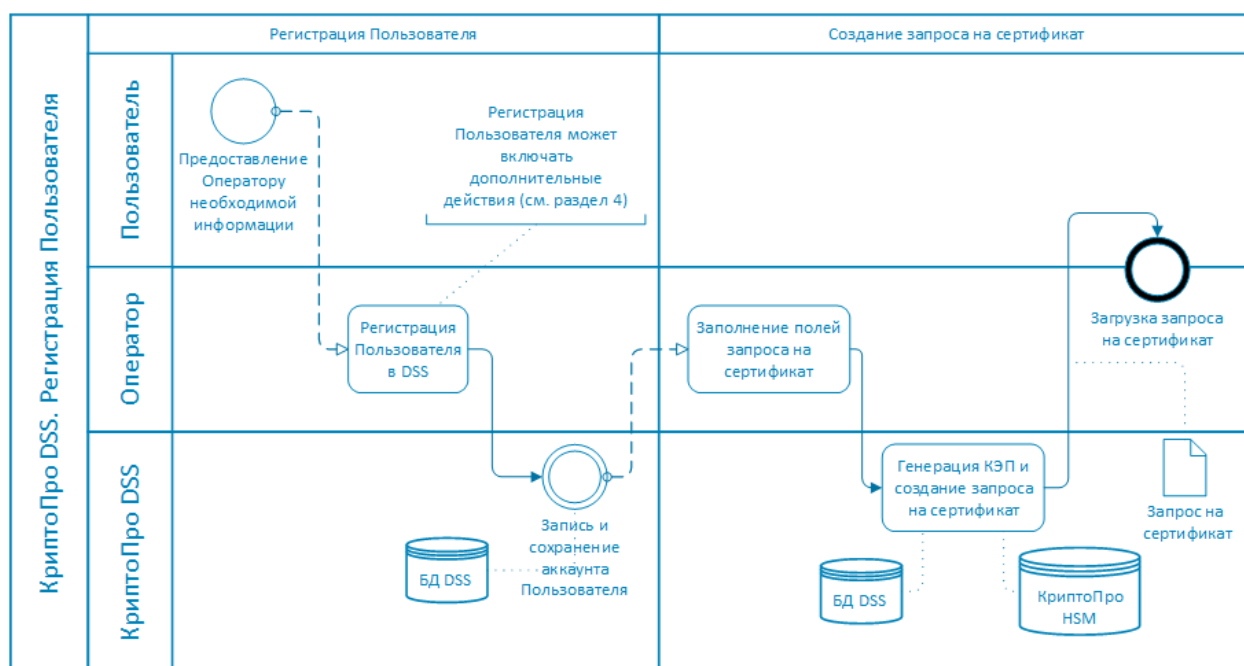 КриптоПро DSS. Регистрация Пользователя
Регистрация Пользователя
Создание запроса на сертификат
Пользователь
Предоставление
Оператору
необходимой
информации
Регистрация
Пользователя может
включать
дополнительные
действия (см. раздел 4)
Оператор
Регистрация
Пользователя
в DSS
Заполнение полей
запроса на
сертификат
Загрузка запроса
на сертификат
КриптоПро DSS
Запись и
сохранение
аккаунта
Пользователя
БД DSS
Генерация КЭП и
создание запроса
на сертификат
БД DSS
КриптоПро
HSM
Запрос на
сертификат